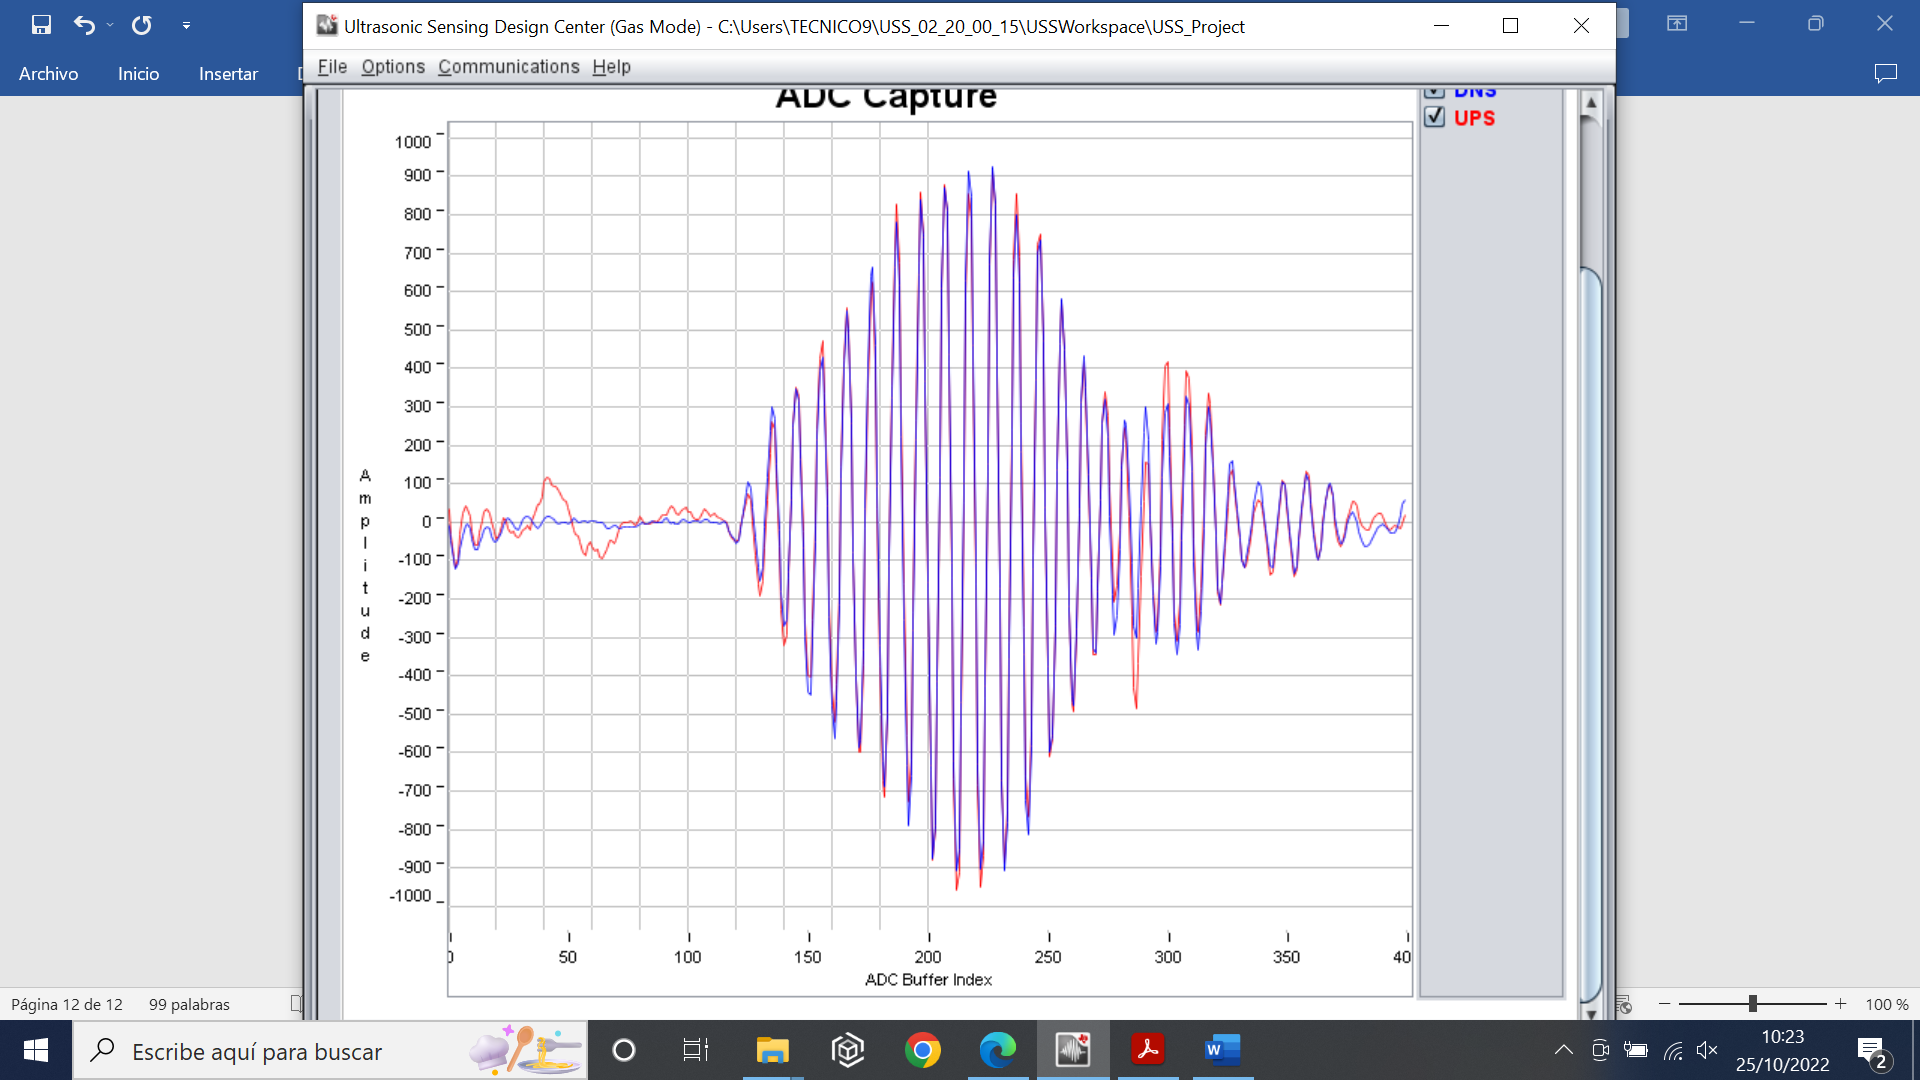 Ultrasonic Sensing Design Center (Gas Mode) - C:\Users\TECNICO9\USS_02_20_00_15\USSWorkspace\USS_Project
Archivo
Inicio
Insertar
File Options Communications Help
ADC Capture
DNS
UPS
1000
900
800
700
600
500
400
300
200
100
0
-100
-200
-300
-400
-500
-600
-700
-800
-900
-1000
Amplitude
0 50 100 150 200 250 300 350 40
ADC Buffer Index
Página 12 de 12 99 palabras
100 %
Escribe aquí para buscar
10:23
25/10/2022
2